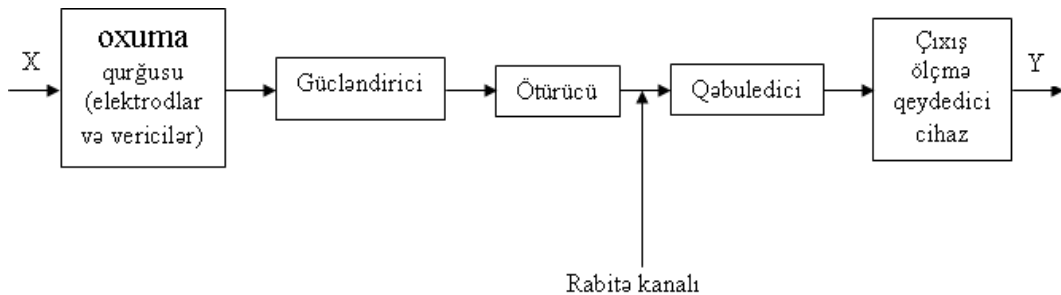 X
oxuma
qurğusu
(elektrodlar
və vericilər)
Gücləndirici
Ötürücü
Qəbuledici
Çıxış
ölçmə
qeydedici
cihaz
Y
Rabitə kanalı